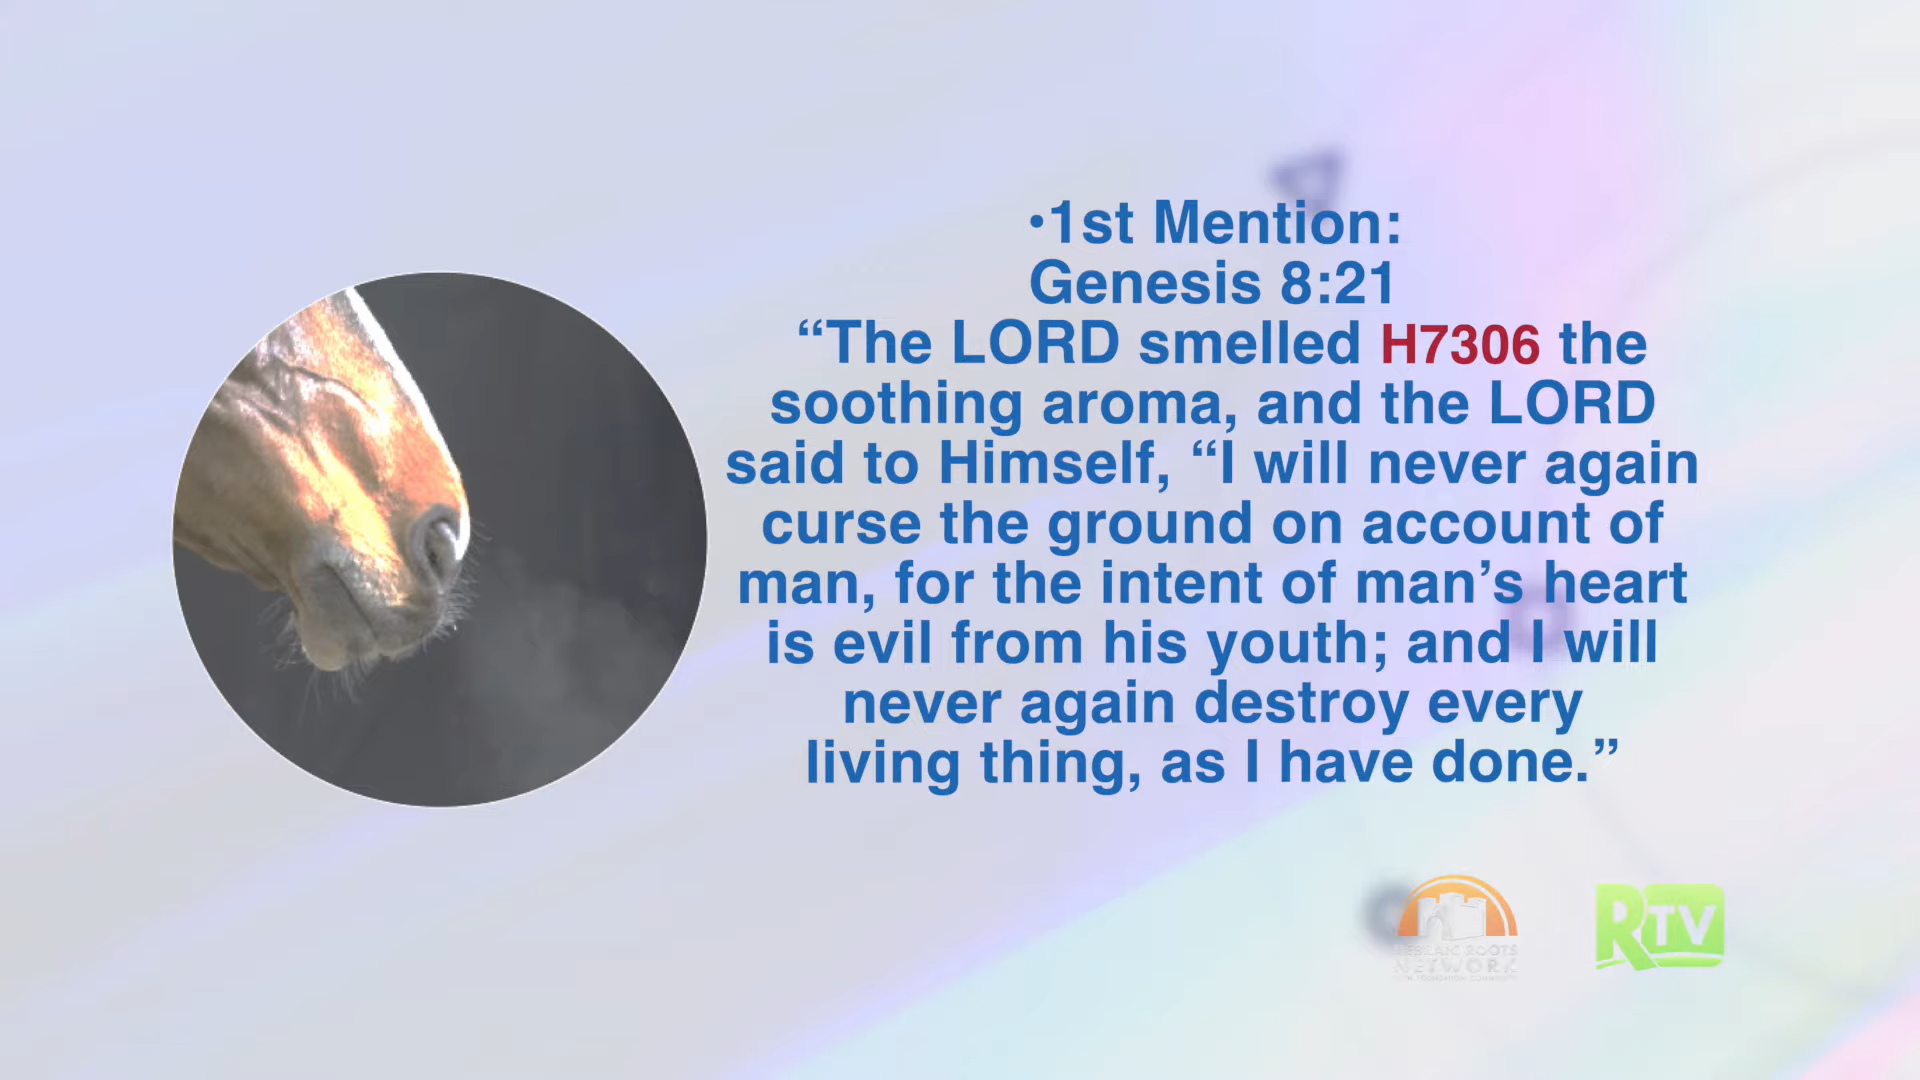 •1st Mention:
Genesis 8:21
“The LORD smelled H7306 the
soothing aroma, and the LORD
said to Himself, “I will never again
curse the ground on account of
man, for the intent of man’s heart
is evil from his youth; and I will
never again destroy every
living thing, as I have done.”
HEBRAIC ROOTS
NETWORK
RTV